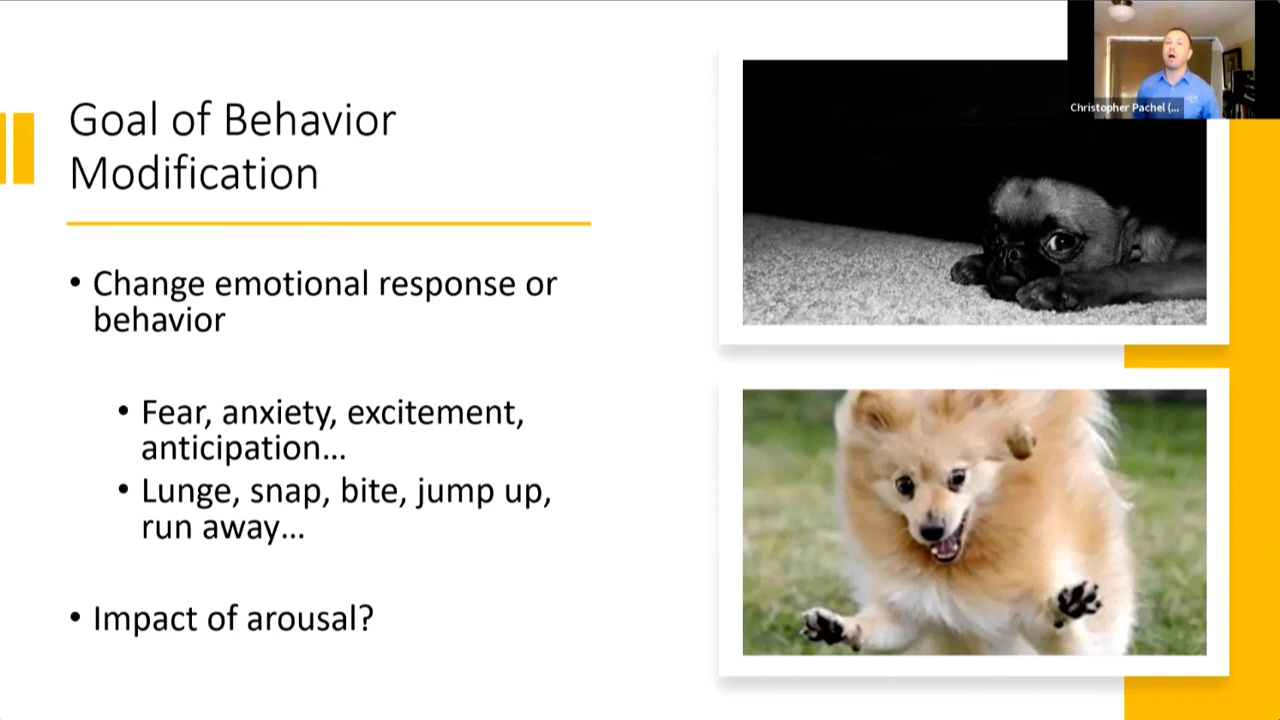 Goal of Behavior
Modification
• Change emotional response or
behavior
• Fear, anxiety, excitement,
anticipation...
• Lunge, snap, bite, jump up,
run away...
• Impact of arousal?
Christopher Pachel (...